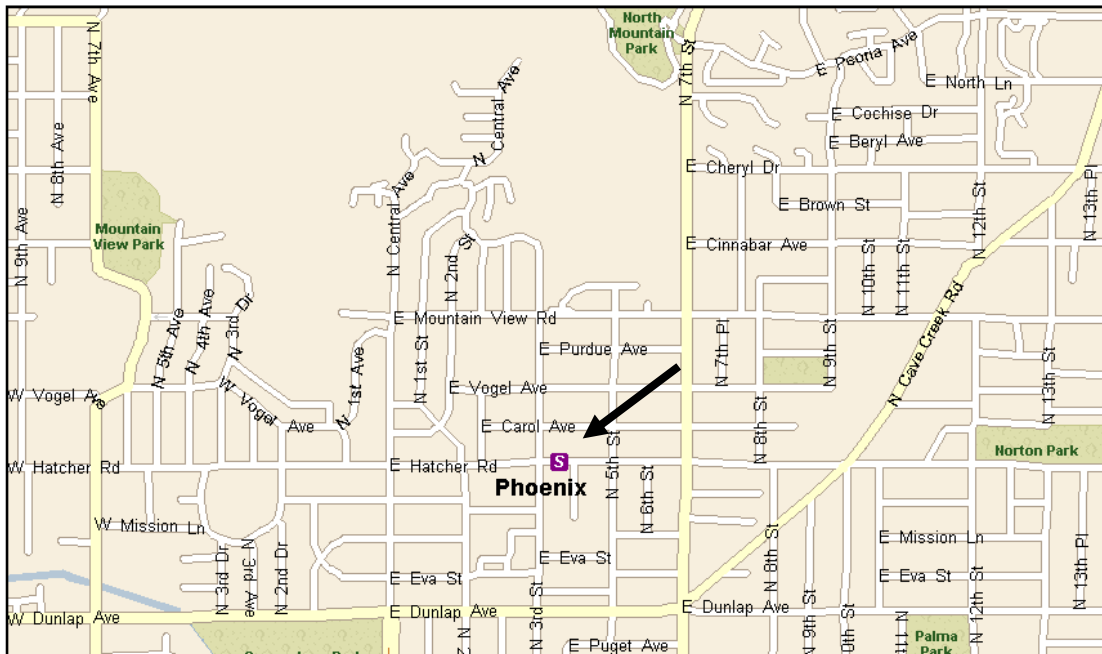 North
Mountain
Park
N 7th Ave
N 8th Ave
N 9th Ave
N Central Ave
N 7th St
E Peoria Ave
E North Ln
E Cochise Dr
E Beryl Ave
E Cheryl Dr
E Brown St
N 12th St
N 13th Pl
Mountain
View Park
N Central Ave
N 2nd St
E Cinnabar Ave
N 10th St
N 11th St
N 5th Ave
N 4th Ave
N 3rd Dr
N 1st Ave
N 1st St
E Mountain View Rd
E Purdue Ave
N 7th Pl
N 9th St
N Cave Creek Rd
N 13th St
W Vogel Ave
W Vogel Ave
E Vogel Ave
E Carol Ave
N 8th St
Norton Park
W Hatcher Rd
E Hatcher Rd
S
Phoenix
N 5th St
N 6th St
W Mission Ln
N 3rd Dr
N 3rd Ave
N 2nd Dr
E Eva St
E Eva St
N 8th St
E Mission Ln
E Eva St
N 13th Pl
W Dunlap Ave
E Dunlap Ave
N 3rd St
E Dunlap Ave
N 9th St
N 12th St
E Puget Ave
Palma
Park